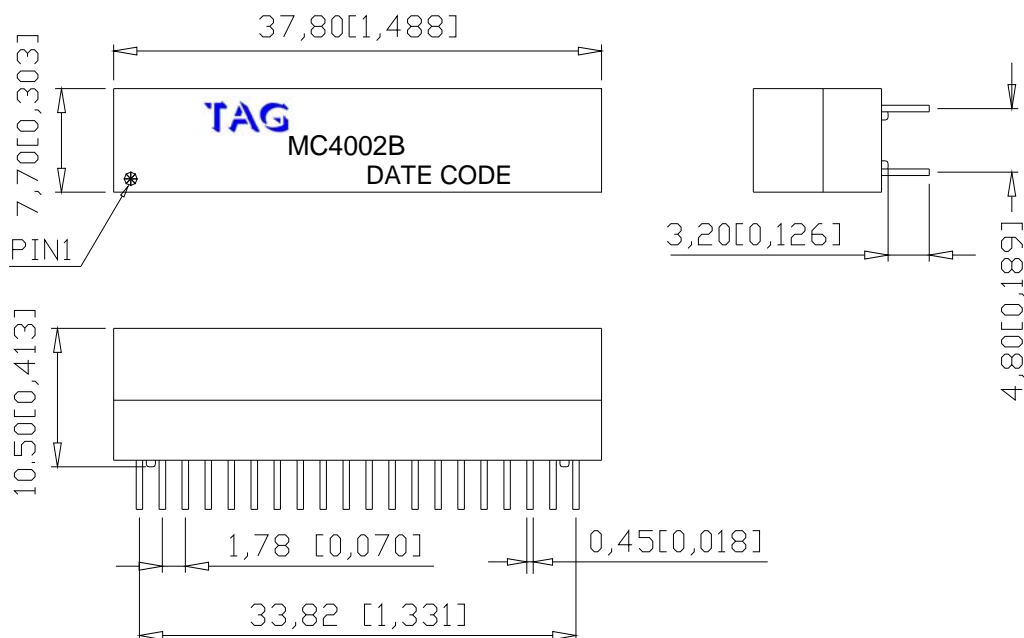 37,80[1,488]
7,70[0,303]
TAG
MC4002B
DATE CODE
PIN1
3,20[0,126]
4,80[0,189]
10.50[0,413]
1,78 [0,070]
0,45[0,018]
33,82 [1,331]